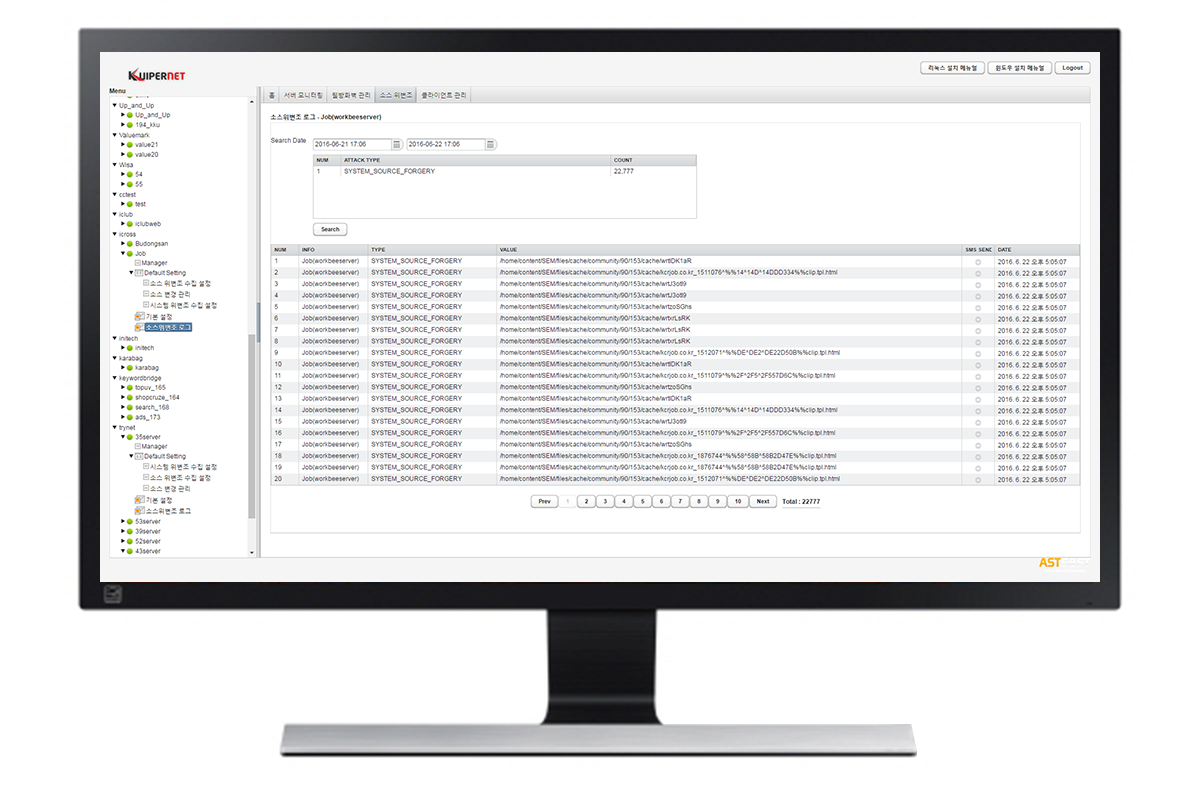 KUIPERNET
리눅스 설치 메뉴얼 윈도우 설치 메뉴얼 Logout
Menu
홈 서버 모니터링 웹방화벽 관리 소스 위변조 클라이언트 관리
Up_and_Up
Up_and_Up
194_kku
Valuemark
value21
value20
Wisa
54
55
cctest
test
iclub
iclubweb
icross
Budongsan
Job
Manager
Default Setting
소스 위변조 수집 설정
소스 변경 관리
시스템 위변조 수집 설정
기본 설정
소스위변조 로그
initech
initech
karabag
karabag
keywordbridge
topuv_165
shopcruze_164
search_168
ads_173
trynet
35server
Manager
Default Setting
시스템 위변조 수집 설정
소스 위변조 수집 설정
소스 변경 관리
기본 설정
소스위변조 로그
53server
39server
52server
43server
소스위변조 로그 - Job(workbeeserver)
Search Date 2016-06-21 17:06 2016-06-22 17:06
NUM ATTACK TYPE COUNT
1 SYSTEM_SOURCE_FORGERY 22,777
Search
NUM INFO TYPE VALUE SMS SEND DATE
1 Job(workbeeserver) SYSTEM_SOURCE_FORGERY /home/content/SEM/files/cache/community/90/153/cache/wrtlDK1aR 2016. 6. 22 오후 5:05:07
2 Job(workbeeserver) SYSTEM_SOURCE_FORGERY /home/content/SEM/files/cache/community/90/153/cache/kcrjob.co.kr_1511076^%%14^14D^14DDD334%%clip.tpl.html 2016. 6. 22 오후 5:05:07
3 Job(workbeeserver) SYSTEM_SOURCE_FORGERY /home/content/SEM/files/cache/community/90/153/cache/wrtJ3otl9 2016. 6. 22 오후 5:05:07
4 Job(workbeeserver) SYSTEM_SOURCE_FORGERY /home/content/SEM/files/cache/community/90/153/cache/wrtJ3otl9 2016. 6. 22 오후 5:05:07
5 Job(workbeeserver) SYSTEM_SOURCE_FORGERY /home/content/SEM/files/cache/community/90/153/cache/wrtzoSGhs 2016. 6. 22 오후 5:05:07
6 Job(workbeeserver) SYSTEM_SOURCE_FORGERY /home/content/SEM/files/cache/community/90/153/cache/wrtxrLsRK 2016. 6. 22 오후 5:05:07
7 Job(workbeeserver) SYSTEM_SOURCE_FORGERY /home/content/SEM/files/cache/community/90/153/cache/wrtxrLsRK 2016. 6. 22 오후 5:05:07
8 Job(workbeeserver) SYSTEM_SOURCE_FORGERY /home/content/SEM/files/cache/community/90/153/cache/wrtxrLsRK 2016. 6. 22 오후 5:05:07
9 Job(workbeeserver) SYSTEM_SOURCE_FORGERY /home/content/SEM/files/cache/community/90/153/cache/kcrjob.co.kr_1512071^%%DE^DE2^DE22D50B%%clip.tpl.html 2016. 6. 22 오후 5:05:07
10 Job(workbeeserver) SYSTEM_SOURCE_FORGERY /home/content/SEM/files/cache/community/90/153/cache/wrtlDK1aR 2016. 6. 22 오후 5:05:07
11 Job(workbeeserver) SYSTEM_SOURCE_FORGERY /home/content/SEM/files/cache/community/90/153/cache/kcrjob.co.kr_1511079^%%2F^2F5^2F557D6C%%clip.tpl.html 2016. 6. 22 오후 5:05:07
12 Job(workbeeserver) SYSTEM_SOURCE_FORGERY /home/content/SEM/files/cache/community/90/153/cache/wrtzoSGhs 2016. 6. 22 오후 5:05:07
13 Job(workbeeserver) SYSTEM_SOURCE_FORGERY /home/content/SEM/files/cache/community/90/153/cache/wrtlDK1aR 2016. 6. 22 오후 5:05:07
14 Job(workbeeserver) SYSTEM_SOURCE_FORGERY /home/content/SEM/files/cache/community/90/153/cache/kcrjob.co.kr_1511076^%%14^14D^14DDD334%%clip.tpl.html 2016. 6. 22 오후 5:05:07
15 Job(workbeeserver) SYSTEM_SOURCE_FORGERY /home/content/SEM/files/cache/community/90/153/cache/wrtJ3otl9 2016. 6. 22 오후 5:05:07
16 Job(workbeeserver) SYSTEM_SOURCE_FORGERY /home/content/SEM/files/cache/community/90/153/cache/kcrjob.co.kr_1511079^%%2F^2F5^2F557D6C%%clip.tpl.html 2016. 6. 22 오후 5:05:07
17 Job(workbeeserver) SYSTEM_SOURCE_FORGERY /home/content/SEM/files/cache/community/90/153/cache/wrtzoSGhs 2016. 6. 22 오후 5:05:07
18 Job(workbeeserver) SYSTEM_SOURCE_FORGERY /home/content/SEM/files/cache/community/90/153/cache/kcrjob.co.kr_1876744^%%58^58B^58B2D47E%%clip.tpl.html 2016. 6. 22 오후 5:05:07
19 Job(workbeeserver) SYSTEM_SOURCE_FORGERY /home/content/SEM/files/cache/community/90/153/cache/kcrjob.co.kr_1876744^%%58^58B^58B2D47E%%clip.tpl.html 2016. 6. 22 오후 5:05:07
20 Job(workbeeserver) SYSTEM_SOURCE_FORGERY /home/content/SEM/files/cache/community/90/153/cache/kcrjob.co.kr_1512071^%%DE^DE2^DE22D50B%%clip.tpl.html 2016. 6. 22 오후 5:05:07
Prev 1 2 3 4 5 6 7 8 9 10 Next Total : 22777
AST